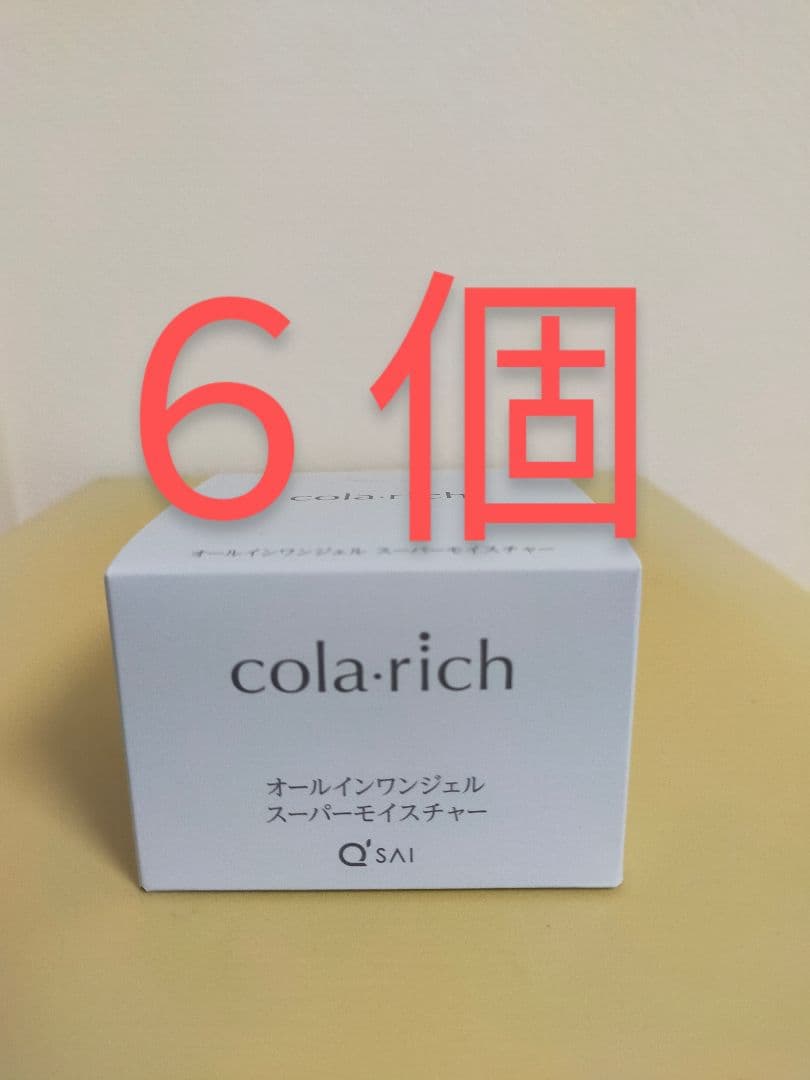 6個
cola·rich
オールインワンジェル スーパーモイスチャー
cola·rich
オールインワンジェル
スーパーモイスチャー
Q'SAI